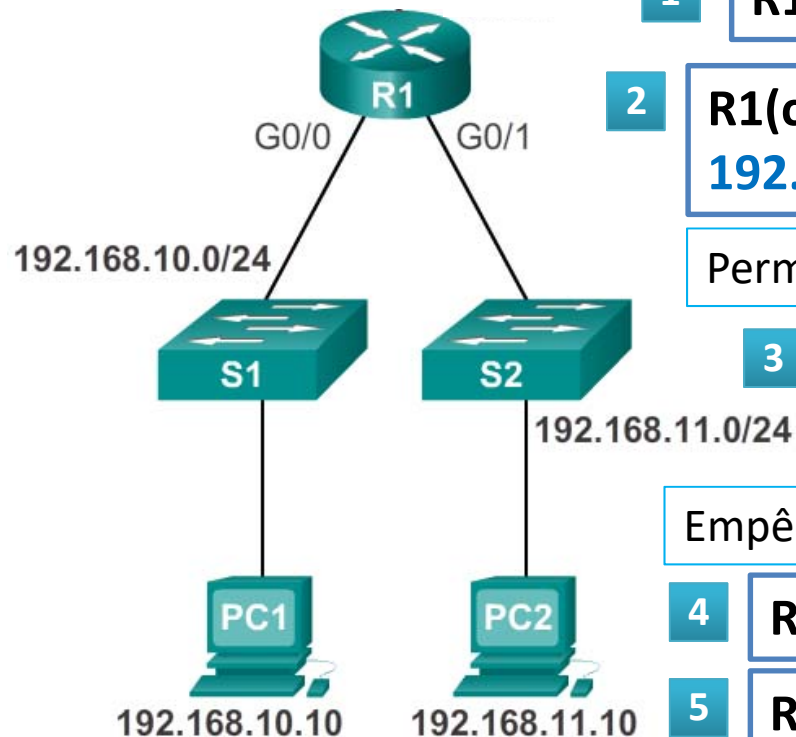 1 R1
R1
G0/0 G0/1
2 R1(c
192.
192.168.10.0/24
Perm
S1 S2
3
192.168.11.0/24
Empê
PC1 PC2
4 R
5 R
192.168.10.10 192.168.11.10